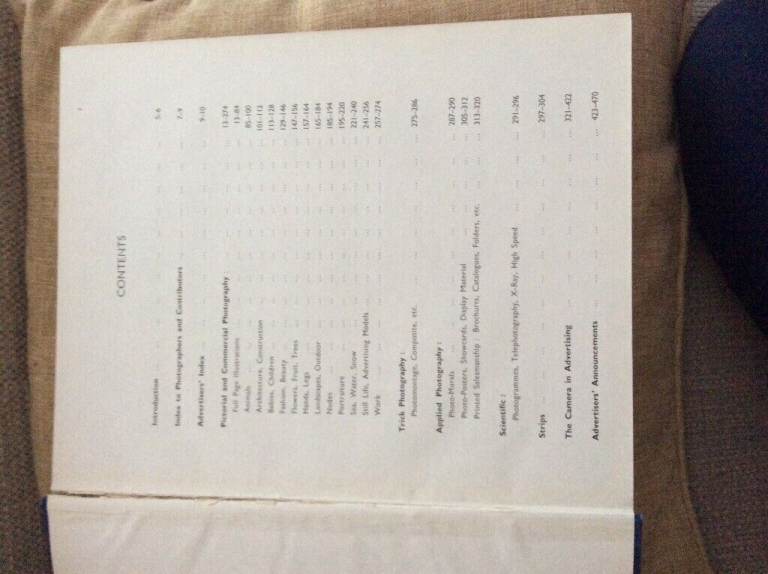 CONTENTS
Introduction ... 5-6
Index to Photographers and Contributors ... 7-9
Advertisers' Index ... 9-10
Pictorial and Commercial Photography : 13-274
Full Page Illustrations ... 13-84
Animals ... 85-100
Architecture, Construction ... 101-112
Babies, Children ... 113-128
Fashion, Beauty ... 129-146
Flowers, Fruit, Trees ... 147-156
Hands, Legs ... 157-164
Landscapes, Outdoor ... 165-184
Nudes ... 185-194
Portraiture ... 195-220
Sea, Water, Snow ... 221-240
Still Life, Advertising Models ... 241-256
Work ... 257-274
Trick Photography :
Photomontage, Composite, etc. ... 275-286
Applied Photography :
Photo-Murals ... 287-290
Photo-Posters, Showcards, Display Material ... 305-312
Printed Salesmanship : Brochures, Catalogues, Folders, etc. ... 313-320
Scientific :
Photogrammes, Telephotography, X-Ray, High Speed ... 291-296
Strips ... 297-304
The Camera in Advertising ... 321-422
Advertisers' Announcements ... 423-470